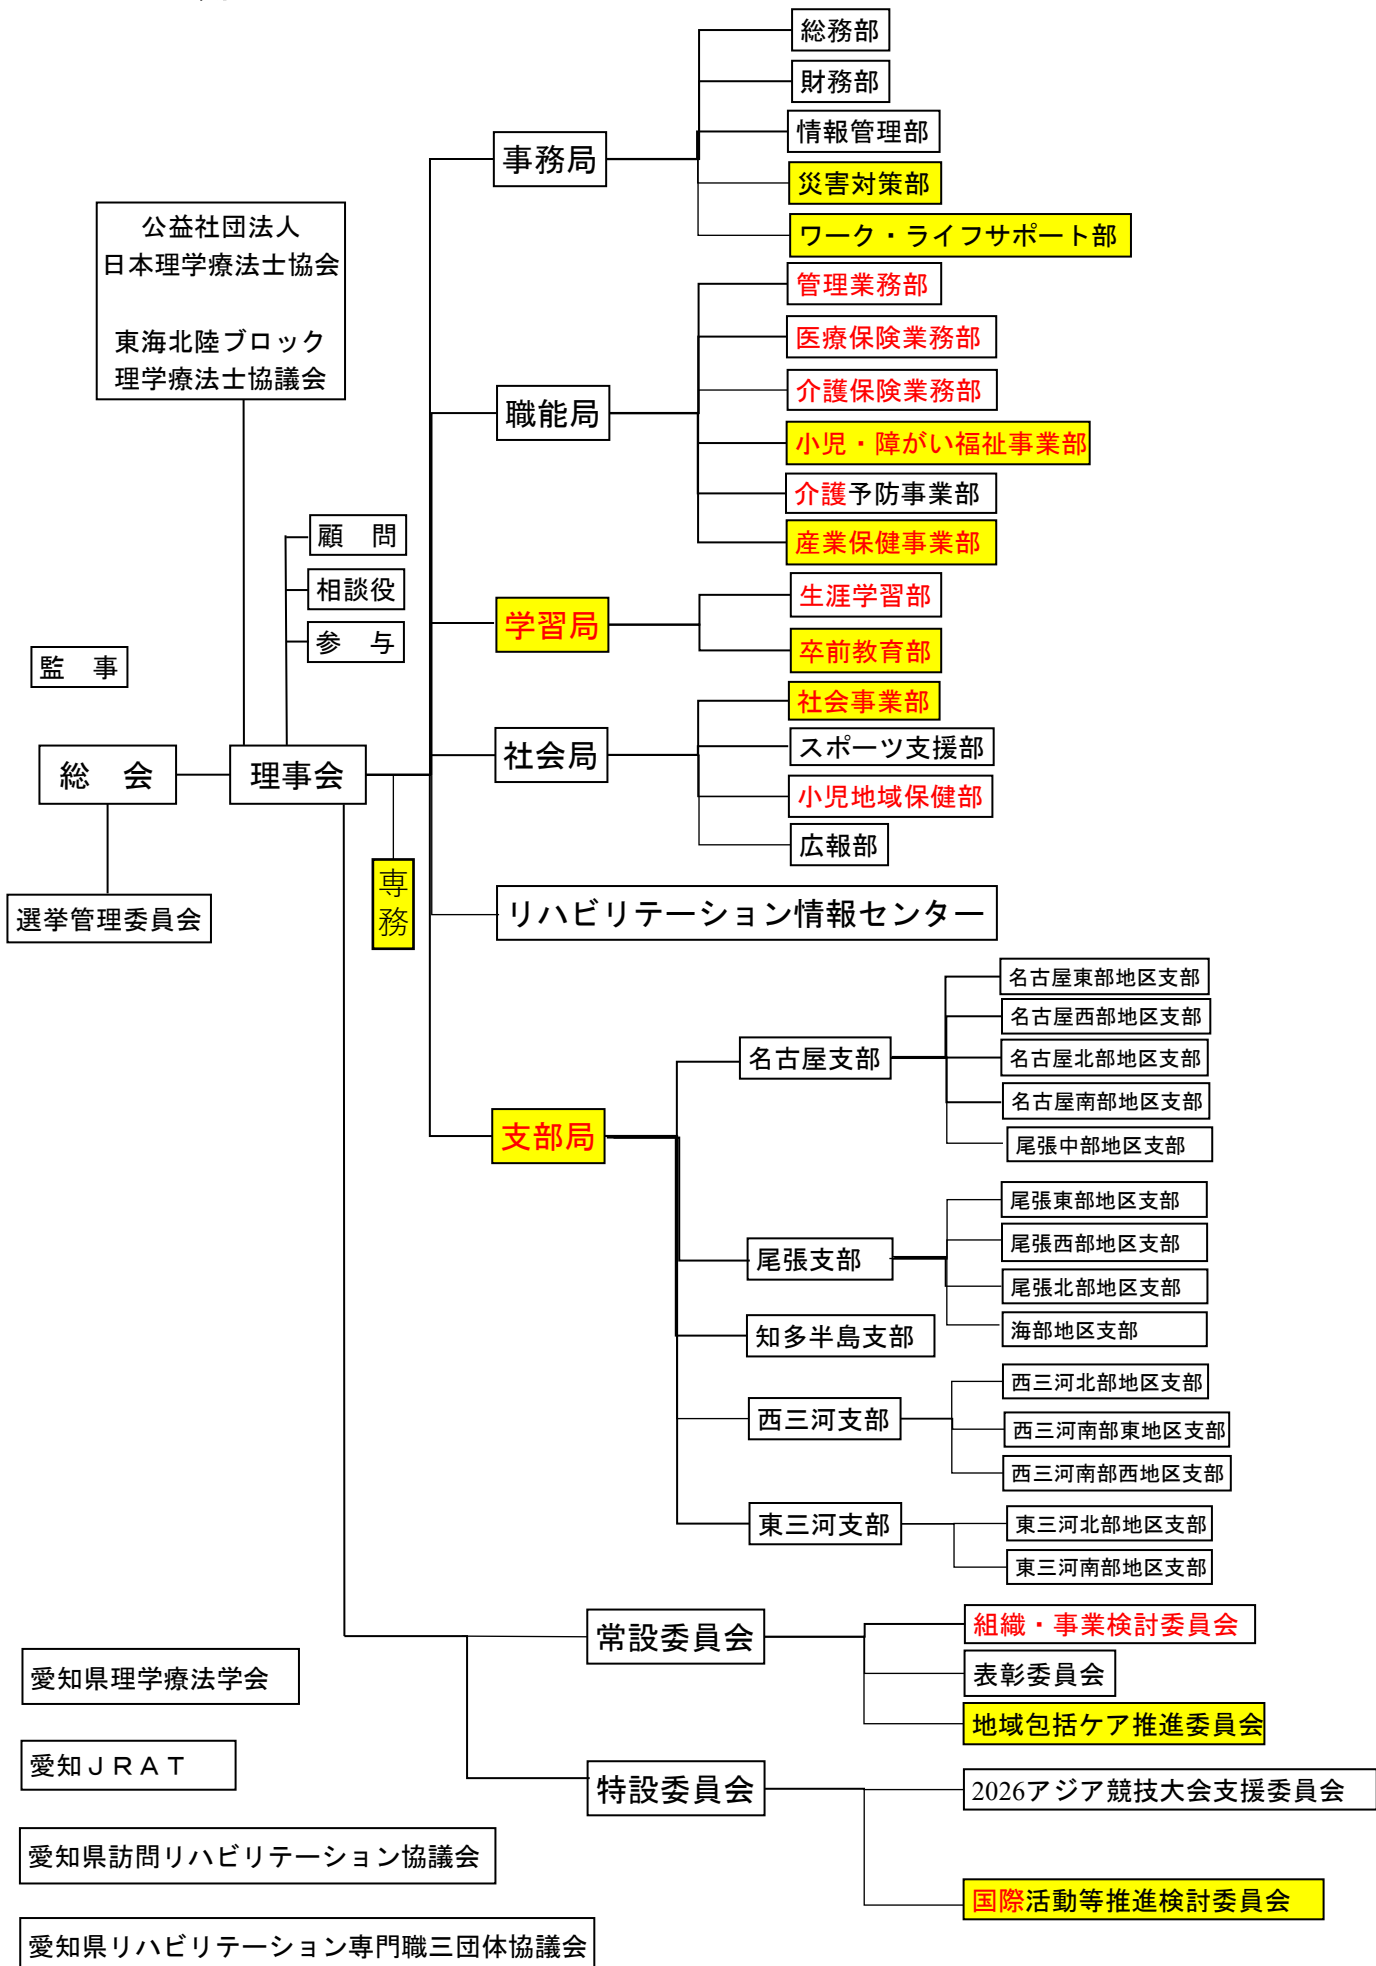 総務部
財務部
情報管理部
災害対策部
ワーク・ライフサポート部
事務局
公益社団法人
日本理学療法士協会
東海北陸ブロック
理学療法士協議会
管理業務部
医療保険業務部
介護保険業務部
小児・障がい福祉事業部
介護予防事業部
産業保健事業部
職能局
顧　問
相談役
参　与
学習局
生涯学習部
卒前教育部
監　事
社会局
社会事業部
スポーツ支援部
小児地域保健部
広報部
総　会
理事会
専務
選挙管理委員会
リハビリテーション情報センター
支部局
名古屋支部
名古屋東部地区支部
名古屋西部地区支部
名古屋北部地区支部
名古屋南部地区支部
尾張中部地区支部
尾張支部
尾張東部地区支部
尾張西部地区支部
尾張北部地区支部
海部地区支部
知多半島支部
西三河支部
西三河北部地区支部
西三河南部東地区支部
西三河南部西地区支部
東三河支部
東三河北部地区支部
東三河南部地区支部
常設委員会
組織・事業検討委員会
表彰委員会
地域包括ケア推進委員会
特設委員会
2026アジア競技大会支援委員会
国際活動等推進検討委員会
愛知県理学療法学会
愛知ＪＲＡＴ
愛知県訪問リハビリテーション協議会
愛知県リハビリテーション専門職三団体協議会